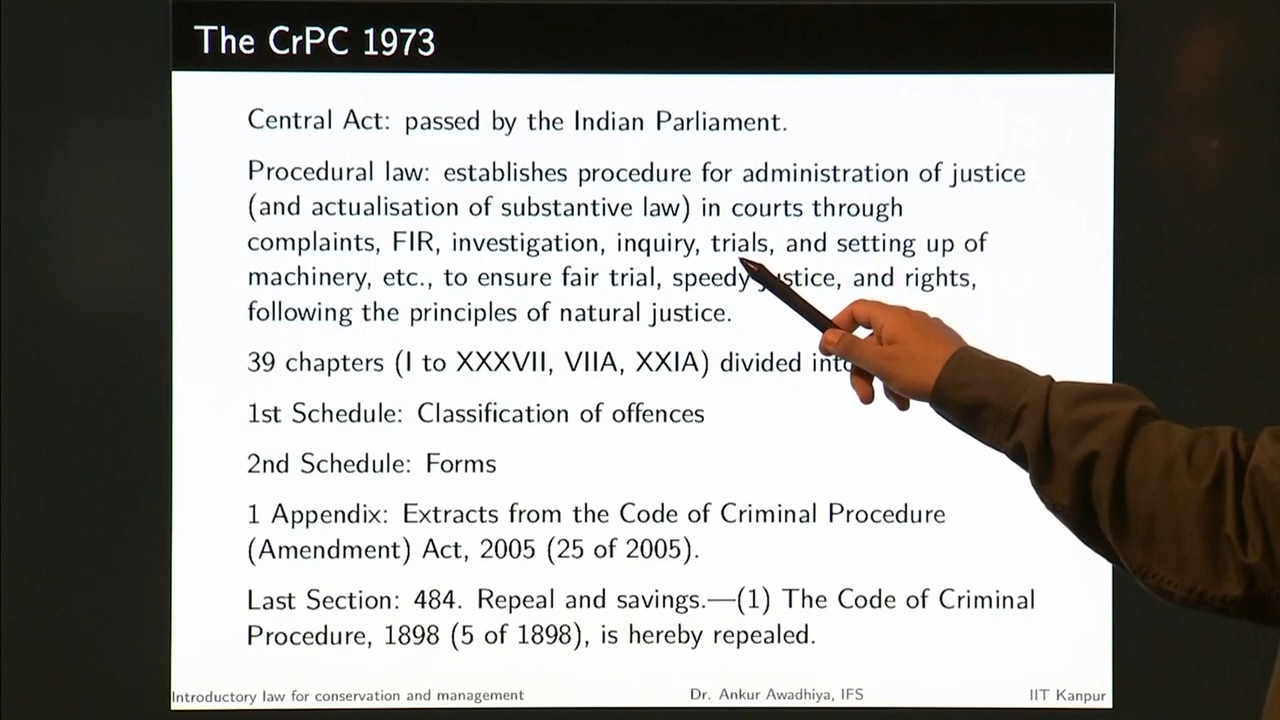 The CrPC 1973
Central Act: passed by the Indian Parliament.
Procedural law: establishes procedure for administration of justice
(and actualisation of substantive law) in courts through
complaints, FIR, investigation, inquiry, trials, and setting up of
machinery, etc., to ensure fair trial, speedy justice, and rights,
following the principles of natural justice.
39 chapters (I to XXXVII, VIIA, XXIA) divided into
1st Schedule: Classification of offences
2nd Schedule: Forms
1 Appendix: Extracts from the Code of Criminal Procedure
(Amendment) Act, 2005 (25 of 2005).
Last Section: 484. Repeal and savings.—(1) The Code of Criminal
Procedure, 1898 (5 of 1898), is hereby repealed.
Introductory law for conservation and management Dr. Ankur Awadhiya, IFS IIT Kanpur